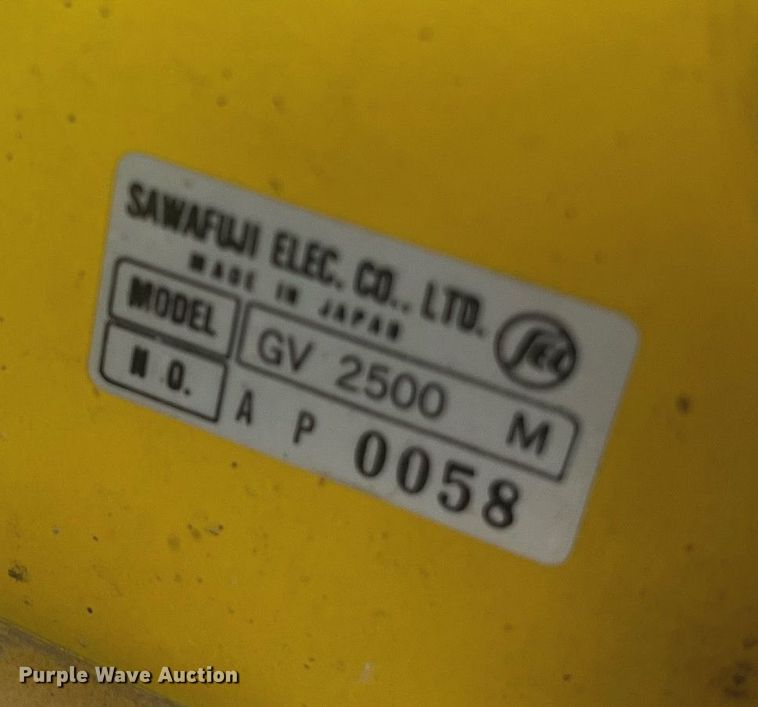 SAWAFUJI ELEC. CO., LTD.
MADE IN JAPAN
MODEL GV 2500 M
NO. A P 0058
Purple Wave Auction